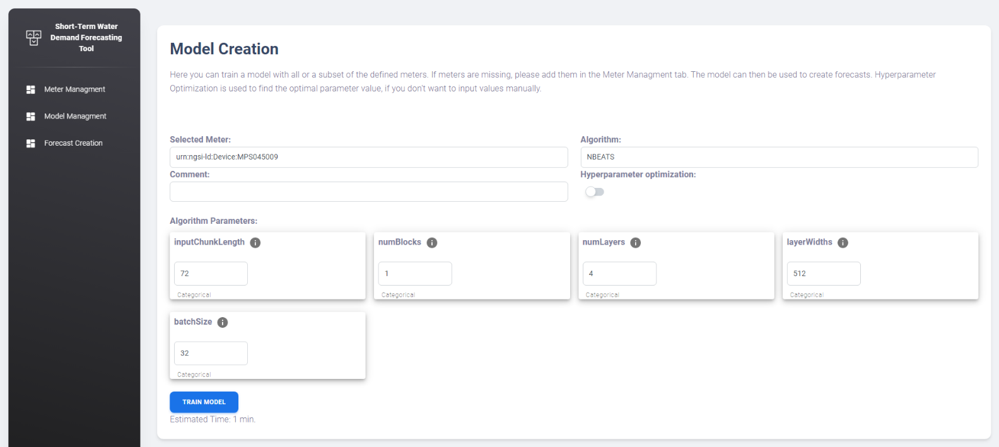 Short-Term Water
Demand Forecasting
Tool
Meter Managment
Model Managment
Forecast Creation
Model Creation
Here you can train a model with all or a subset of the defined meters. If meters are missing, please add them in the Meter Managment tab. The model can then be used to create forecasts. Hyperparameter
Optimization is used to find the optimal parameter value, if you don't want to input values manually.
Selected Meter:
urn:ngsi-ld:Device:MPS045009
Algorithm:
NBEATS
Comment:
Hyperparameter optimization:
Algorithm Parameters:
inputChunkLength
72
Categorical
numBlocks
1
Categorical
numLayers
4
Categorical
layerWidths
512
Categorical
batchSize
32
Categorical
TRAIN MODEL
Estimated Time: 1 min.